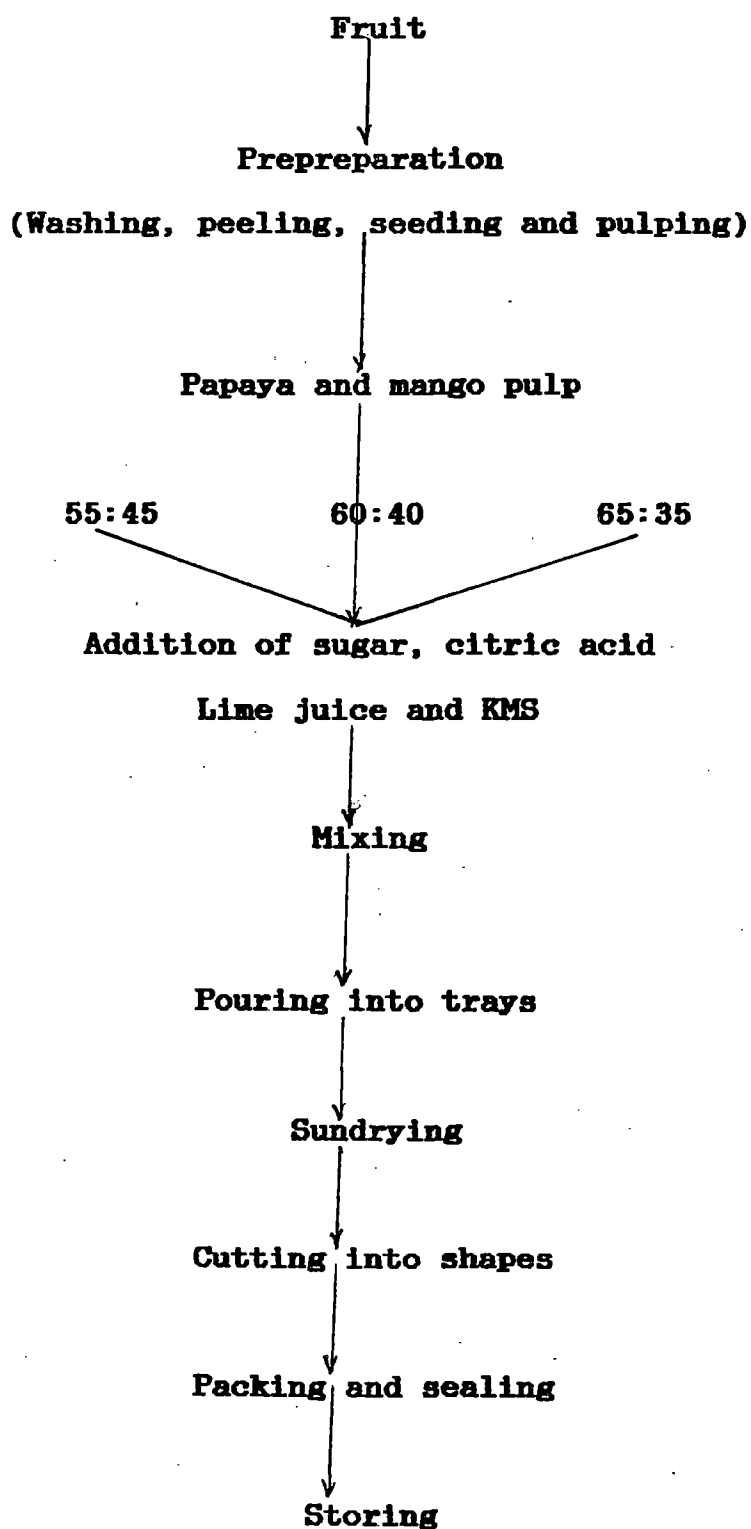 Fruit
Prepreparation
(Washing, peeling, seeding and pulping)
Papaya and mango pulp
55:45 60:40 65:35
Addition of sugar, citric acid
Lime juice and KMS
Mixing
Pouring into trays
Sundrying
Cutting into shapes
Packing and sealing
Storing